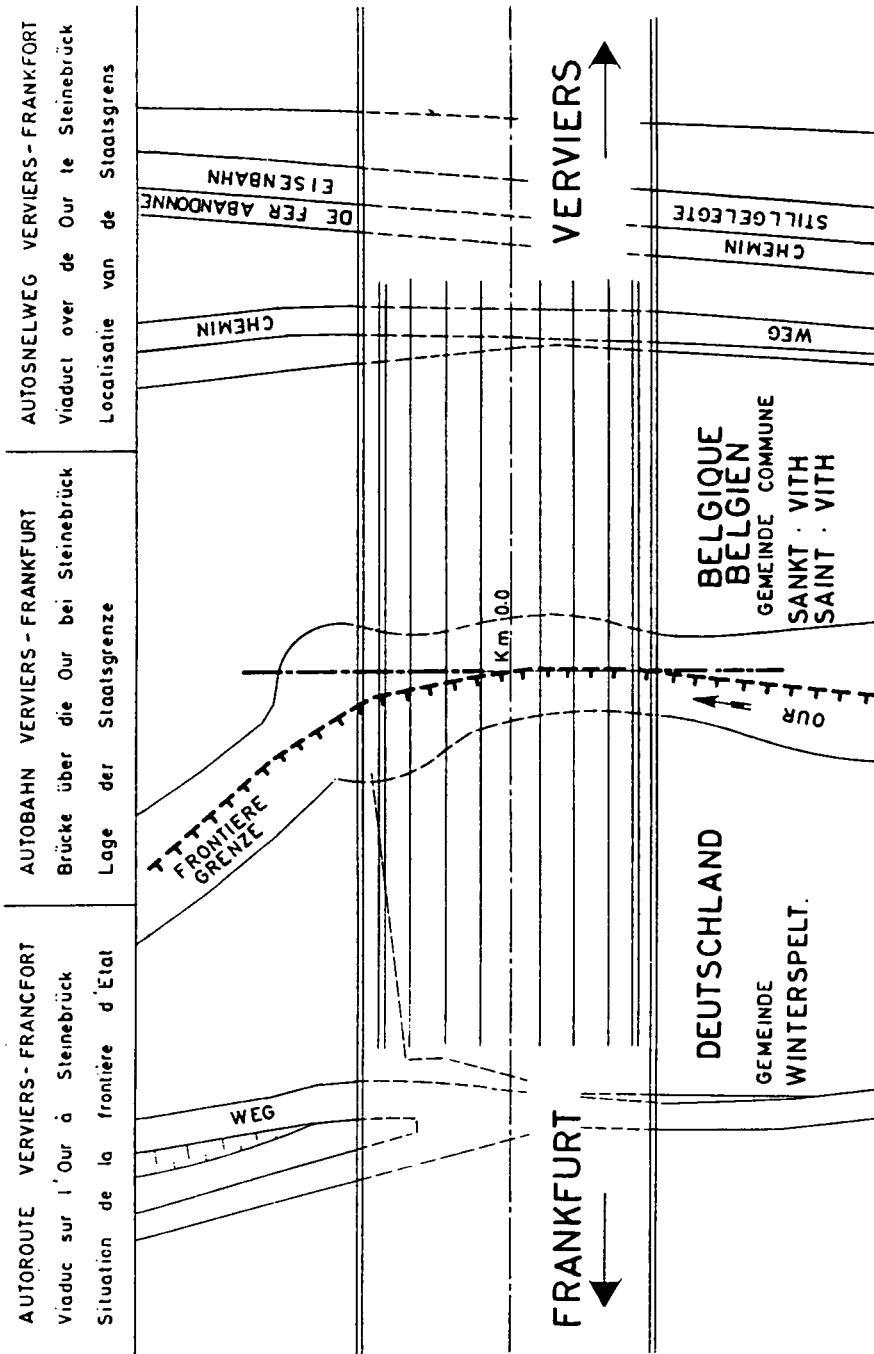 AUTOROUTE VERVIERS-FRANCFORT
Viaduc sur l'Our à Steinebrück
Situation de la frontière d'Etat
AUTOBAHN VERVIERS-FRANKFURT
Brücke über die Our bei Steinebrück
Lage der Staatsgrenze
AUTOSNELWEG VERVIERS-FRANKFORT
Viaduct over de Our te Steinebrück
Localisatie van de Staatsgrens
WEG
FRONTIERE
GRENZE
CHEMIN
DE FER ABANDONNE
EISENBAHN
Km 0.0
FRANKFURT
VERVIERS
DEUTSCHLAND
GEMEINDE
WINTERSPELT.
OUR
BELGIQUE
BELGIEN
GEMEINDE COMMUNE
SANKT · VITH
SAINT · VITH
WEG
CHEMIN
STILLGELEGTE